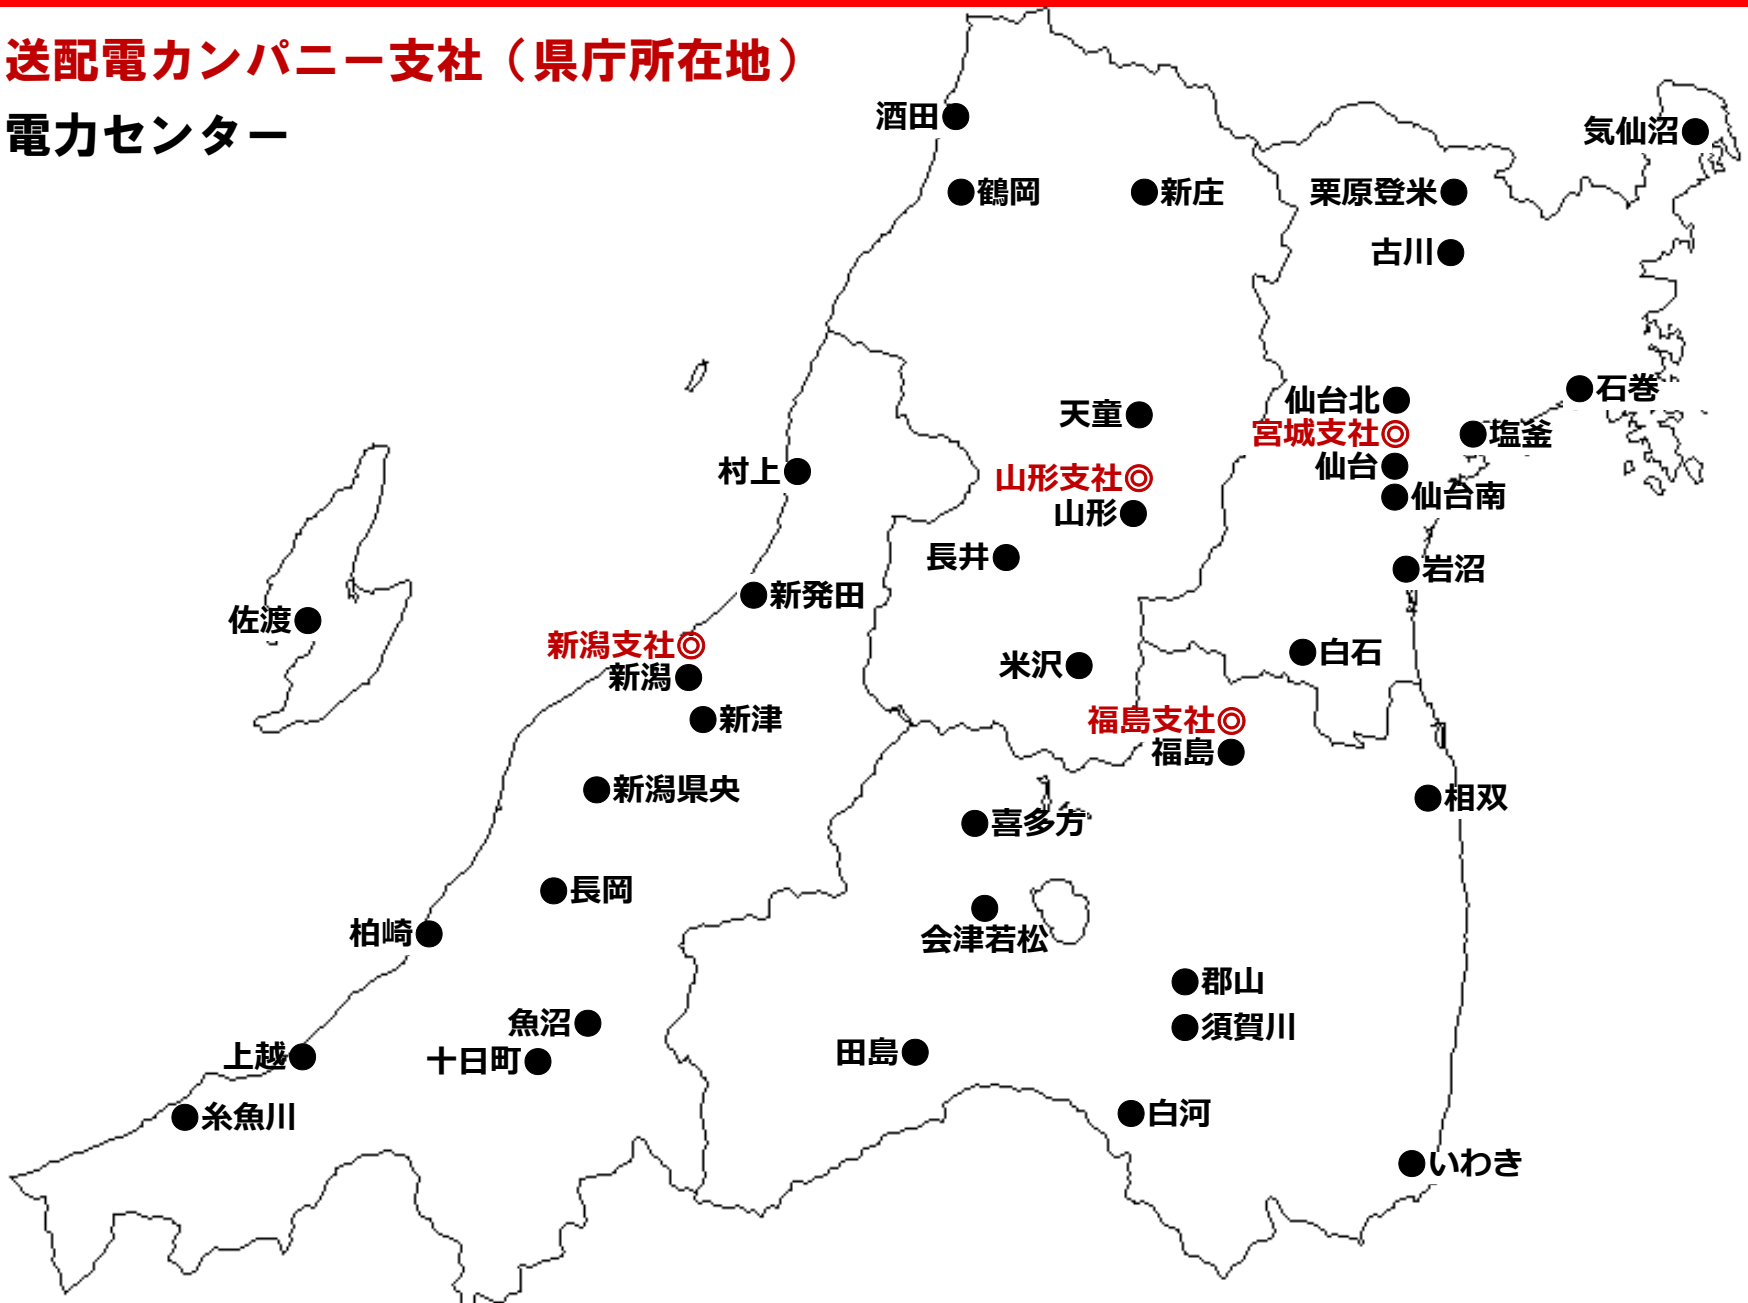 送配電カンパニー支社（県庁所在地）
電力センター
酒田●
気仙沼●
●鶴岡
●新庄
栗原登米●
古川●
●石巻
仙台北●
天童●
宮城支社◎
●塩釜
仙台●
村上●
山形支社◎
●仙台南
山形●
長井●
●岩沼
●新発田
佐渡●
新潟支社◎
●白石
米沢●
新潟●
●新津
福島支社◎
福島●
●新潟県央
●相双
●喜多方
●長岡
●
会津若松
柏崎●
●郡山
魚沼●
●須賀川
田島●
上越●
十日町●
●糸魚川
●白河
●いわき